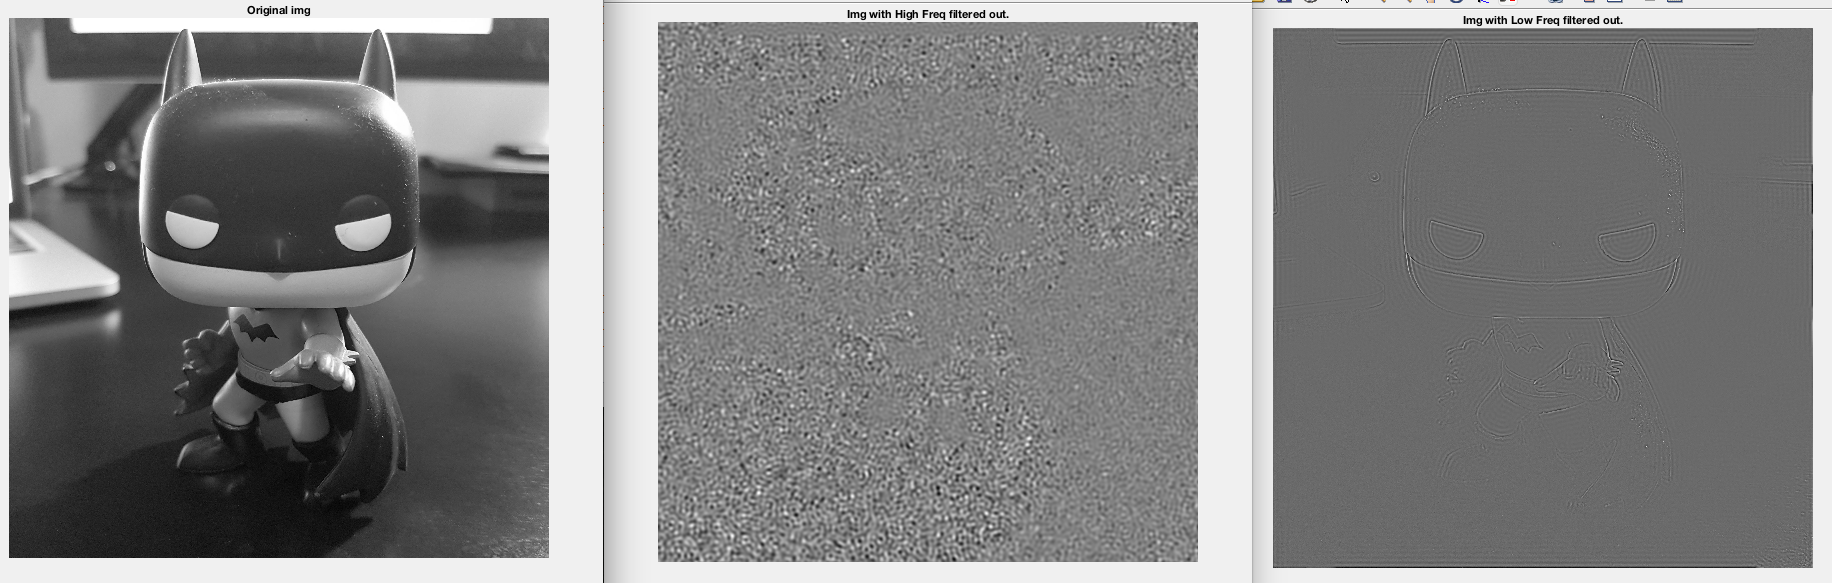 Original img
Img with High Freq filtered out.
Img with Low Freq filtered out.